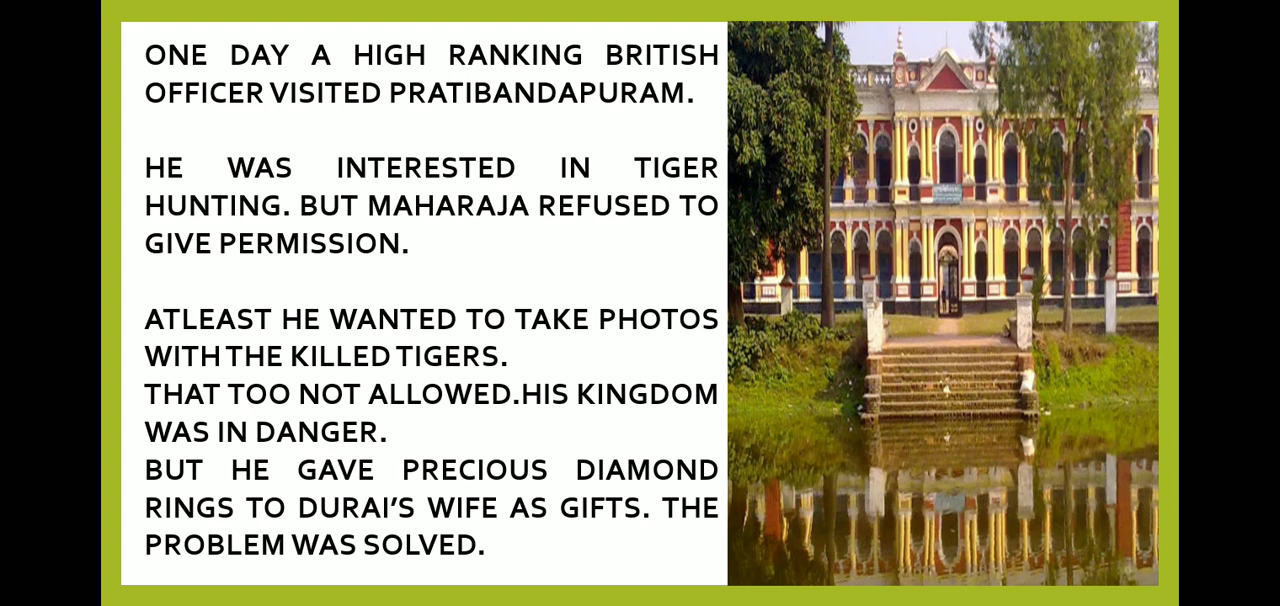 ONE DAY A HIGH RANKING BRITISH
OFFICER VISITED PRATIBANDAPURAM.
HE WAS INTERESTED IN TIGER
HUNTING. BUT MAHARAJA REFUSED TO
GIVE PERMISSION.
ATLEAST HE WANTED TO TAKE PHOTOS
WITH THE KILLED TIGERS.
THAT TOO NOT ALLOWED.HIS KINGDOM
WAS IN DANGER.
BUT HE GAVE PRECIOUS DIAMOND
RINGS TO DURAI’S WIFE AS GIFTS. THE
PROBLEM WAS SOLVED.